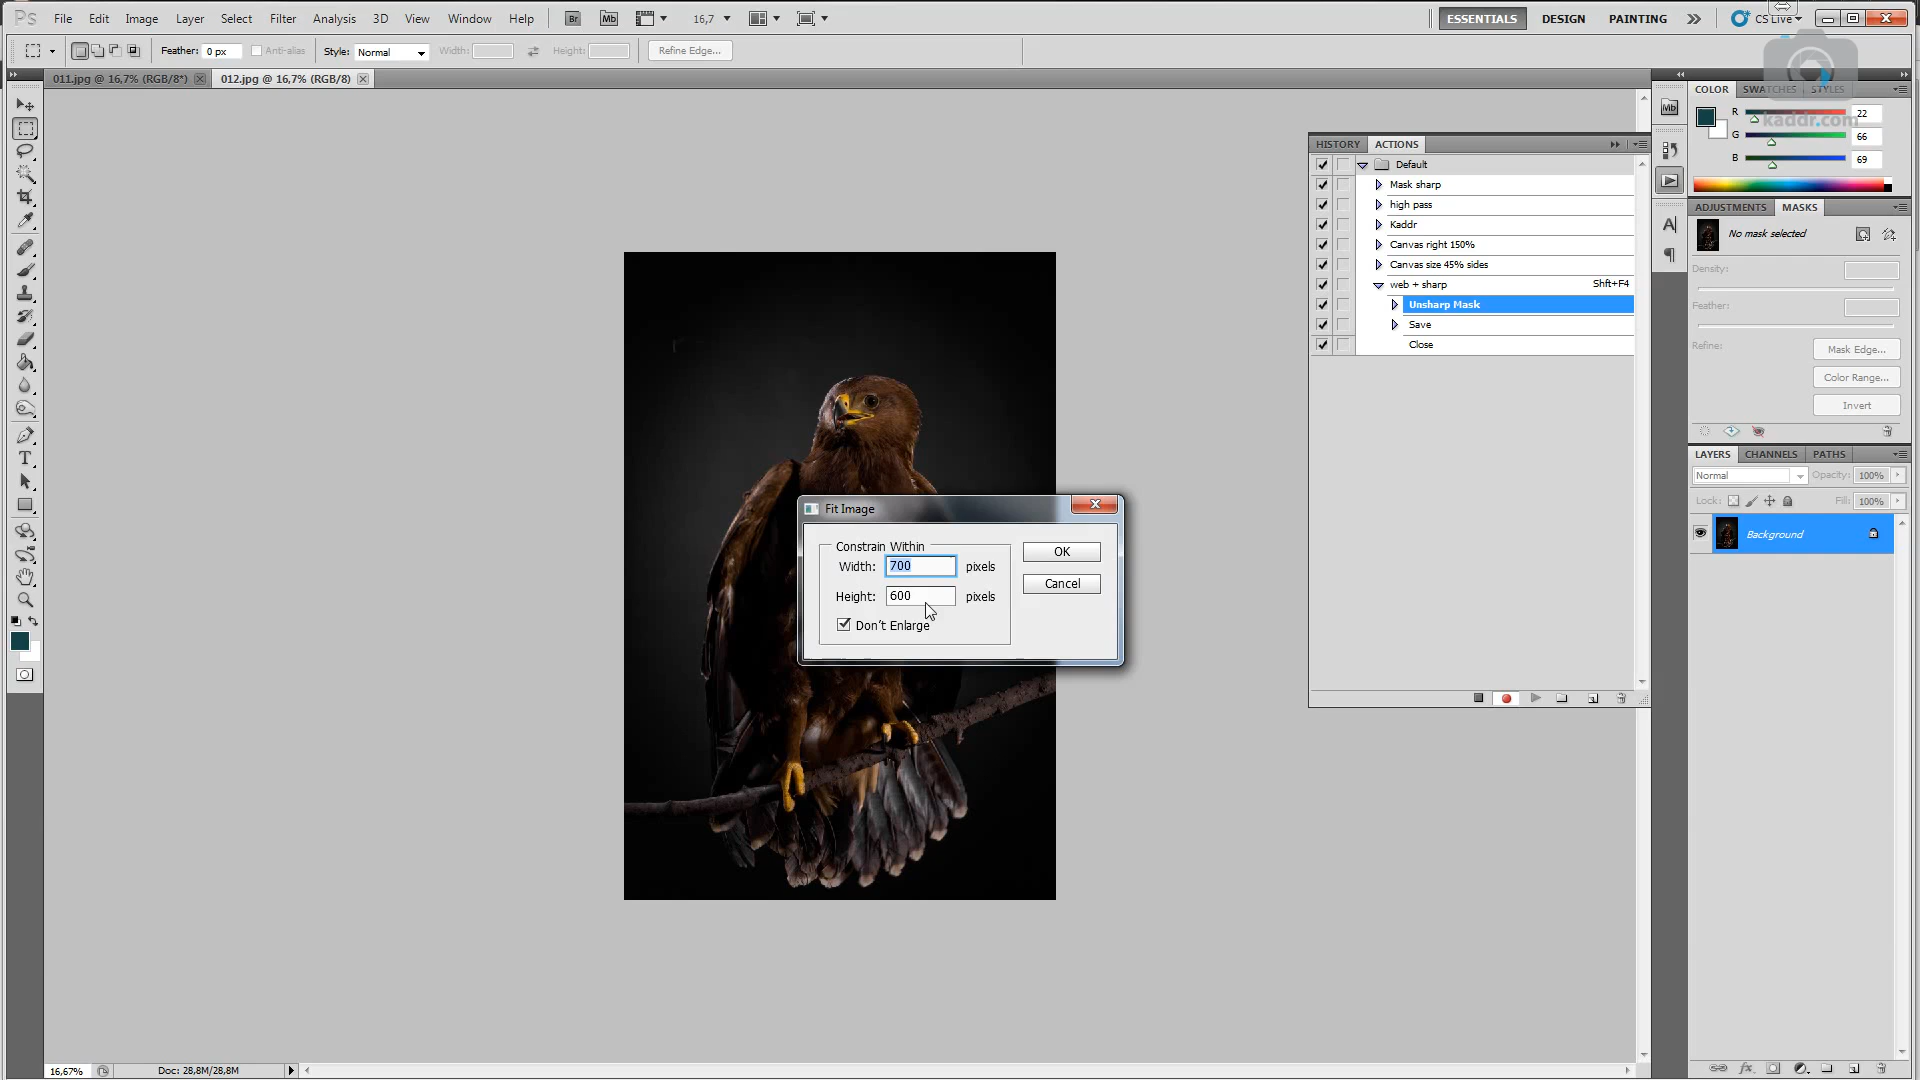 Ps File Edit Image Layer Select Filter Analysis 3D View Window Help Br Mb 16,7 ESSENTIALS DESIGN PAINTING CS Live
Feather: 0 px Anti-alias Style: Normal Width: Height: Refine Edge...
011.jpg @ 16,7% (RGB/8*) 012.jpg @ 16,7% (RGB/8)
HISTORY ACTIONS
Default
Mask sharp
high pass
Kaddr
Canvas right 150%
Canvas size 45% sides
web + sharp Shft+F4
Unsharp Mask
Save
Close
Mb
COLOR SWATCHES STYLES
R 22
kaddr.com
G 66
B 69
ADJUSTMENTS MASKS
No mask selected
Density:
Feather:
Refine: Mask Edge...
Color Range...
Invert
LAYERS CHANNELS PATHS
Normal Opacity: 100%
Lock: Fill: 100%
Background
Fit Image
Constrain Within
Width: 700 pixels
Height: 600 pixels
Don't Enlarge
OK
Cancel
16,67% Doc: 28,8M/28,8M